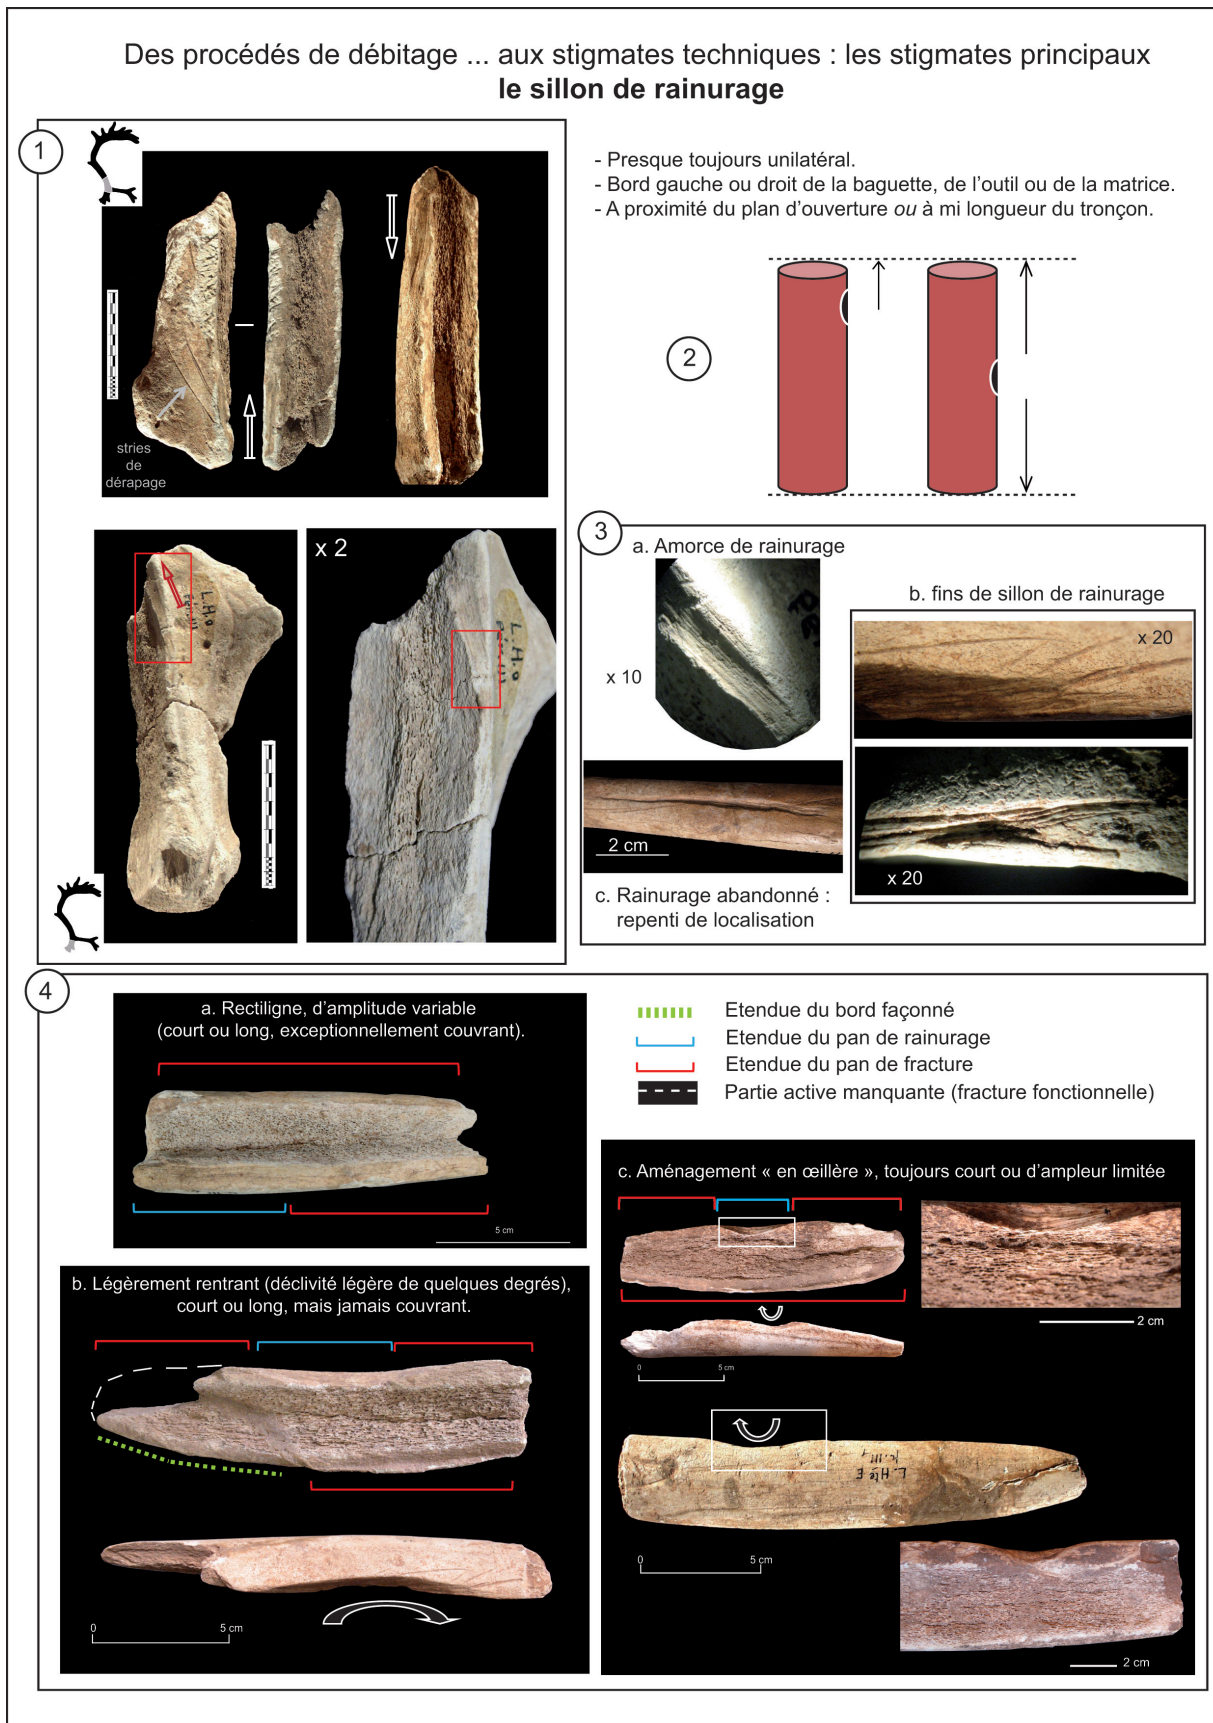 Des procédés de débitage ... aux stigmates techniques : les stigmates principaux
le sillon de rainurage
1
stries
de
dérapage
L.H.
x 2
L.H.
- Presque toujours unilatéral.
- Bord gauche ou droit de la baguette, de l'outil ou de la matrice.
- A proximité du plan d'ouverture ou à mi longueur du tronçon.
2
3
a. Amorce de rainurage
x 10
b. fins de sillon de rainurage
x 20
x 20
2 cm
c. Rainurage abandonné :
repenti de localisation
4
a. Rectiligne, d'amplitude variable
(court ou long, exceptionnellement couvrant).
5 cm
Etendue du bord façonné
Etendue du pan de rainurage
Etendue du pan de fracture
Partie active manquante (fracture fonctionnelle)
b. Légèrement rentrant (déclivité légère de quelques degrés),
court ou long, mais jamais couvrant.
0 5 cm
c. Aménagement « en œillère », toujours court ou d'ampleur limitée
2 cm
0 5 cm
L. Hte E
0 5 cm
2 cm